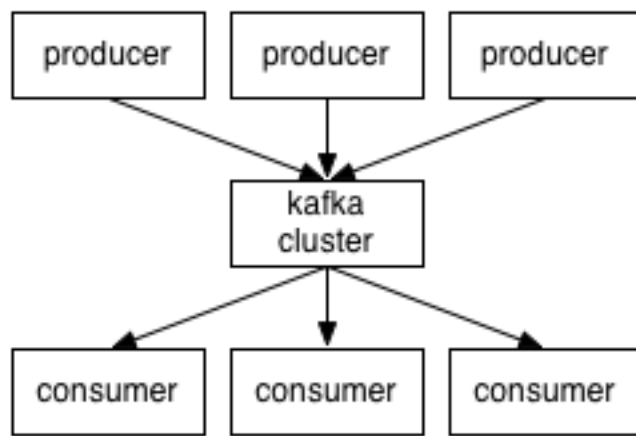 producer
producer
producer
kafka
cluster
consumer
consumer
consumer